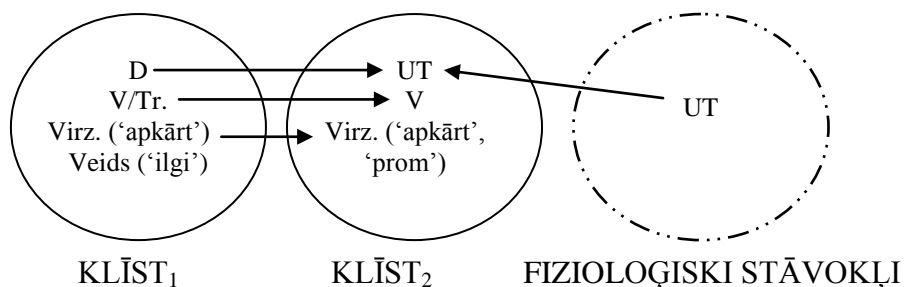 D
V/Tr.
Virz. (‘apkārt’)
Veids (‘ilgi’)
UT
V
Virz. (‘apkārt’,
‘prom’)
UT
KLĪST₁
KLĪST₂
FIZIOLOĢISKI STĀVOKĻI